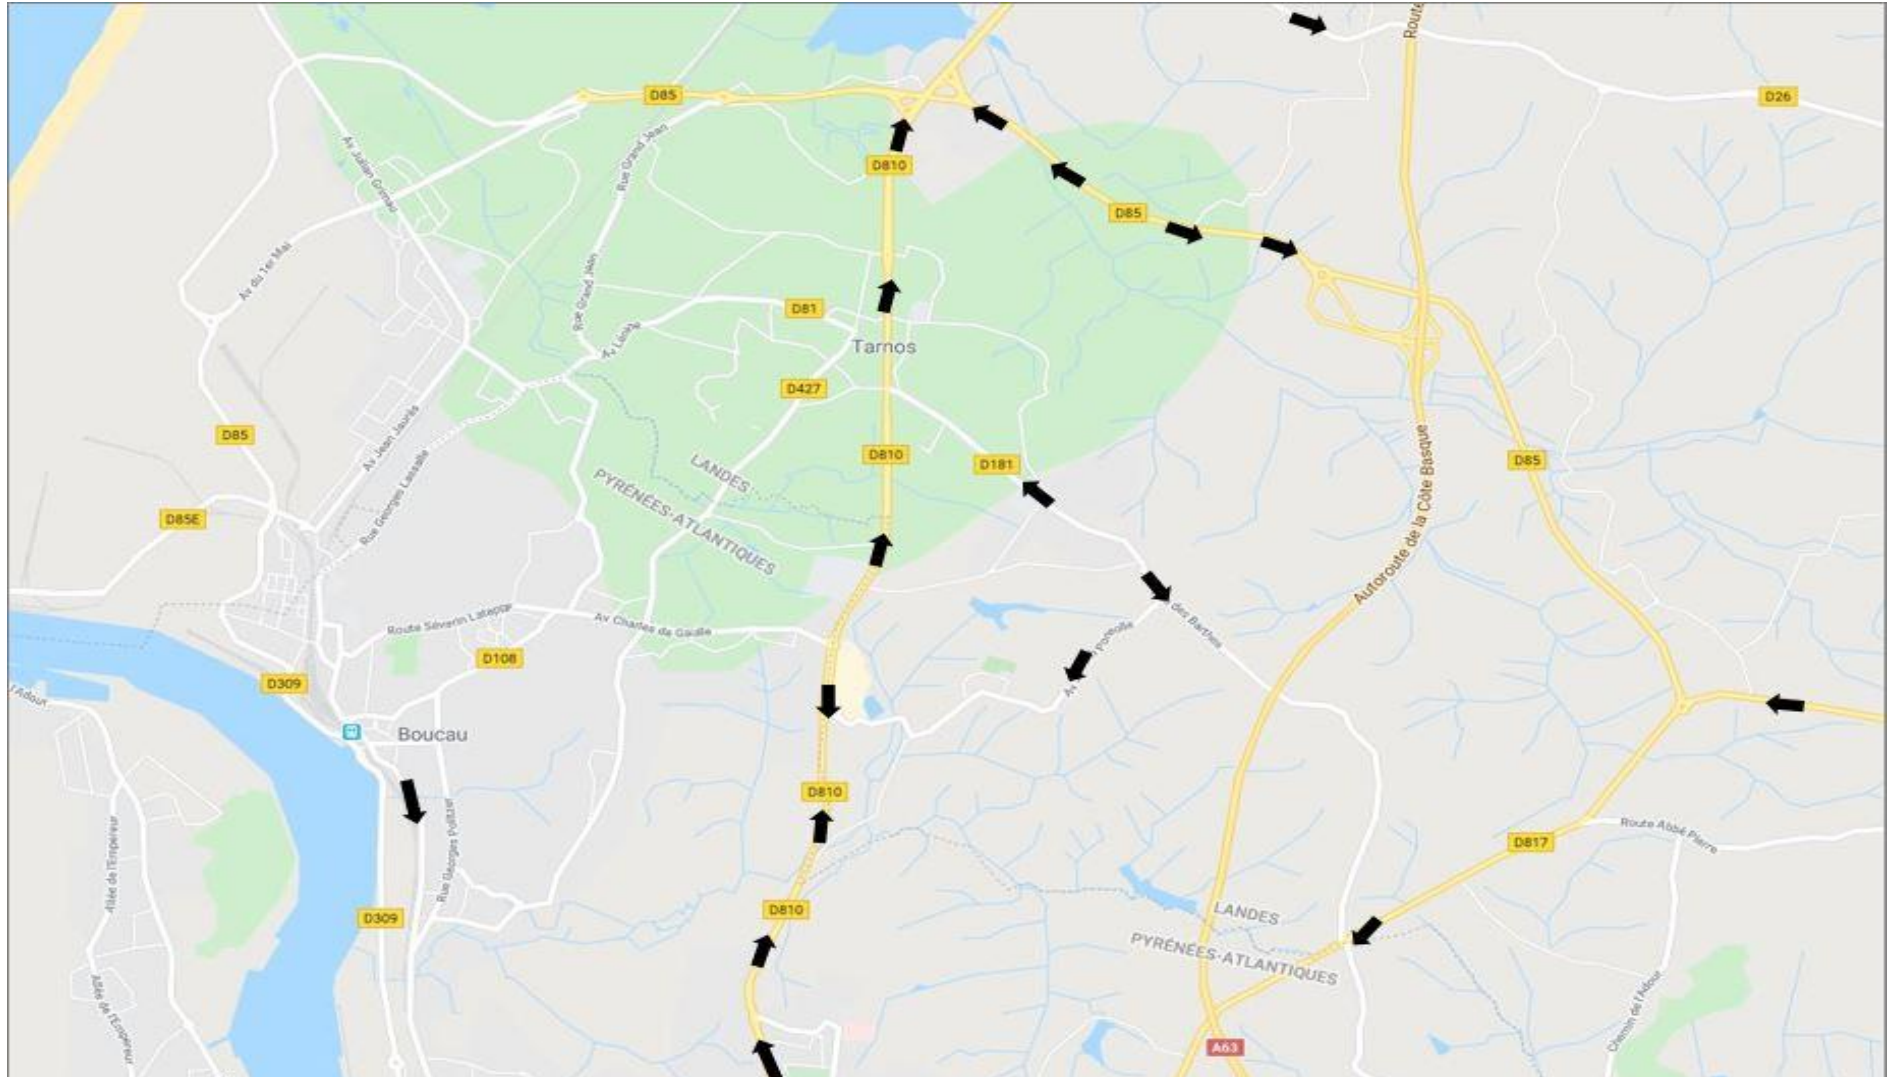 Route
D85
D26
Av Julian Grimau
Rue Grand Jean
D810
D85
Av du 1er Mai
Rue Grand Jean
D81
Av Lénine
Tarnos
D427
D85
Av Jean Jaurès
Rue Georges Lassalle
D810
D181
LANDES
PYRÉNÉES-ATLANTIQUES
Autoroute de la Côte Basque
D85
D85E
Route Séverin Latappy
Av Charles de Gaulle
des Barthes
D108
D309
l'Adour
Av
Boucau
D810
Allée de l'Empereur
Rue Georges Politzer
D817
Route Abbé Pierre
D309
D810
LANDES
PYRÉNÉES-ATLANTIQUES
Allée de l'Empereur
Chemin de l'Adour
A63